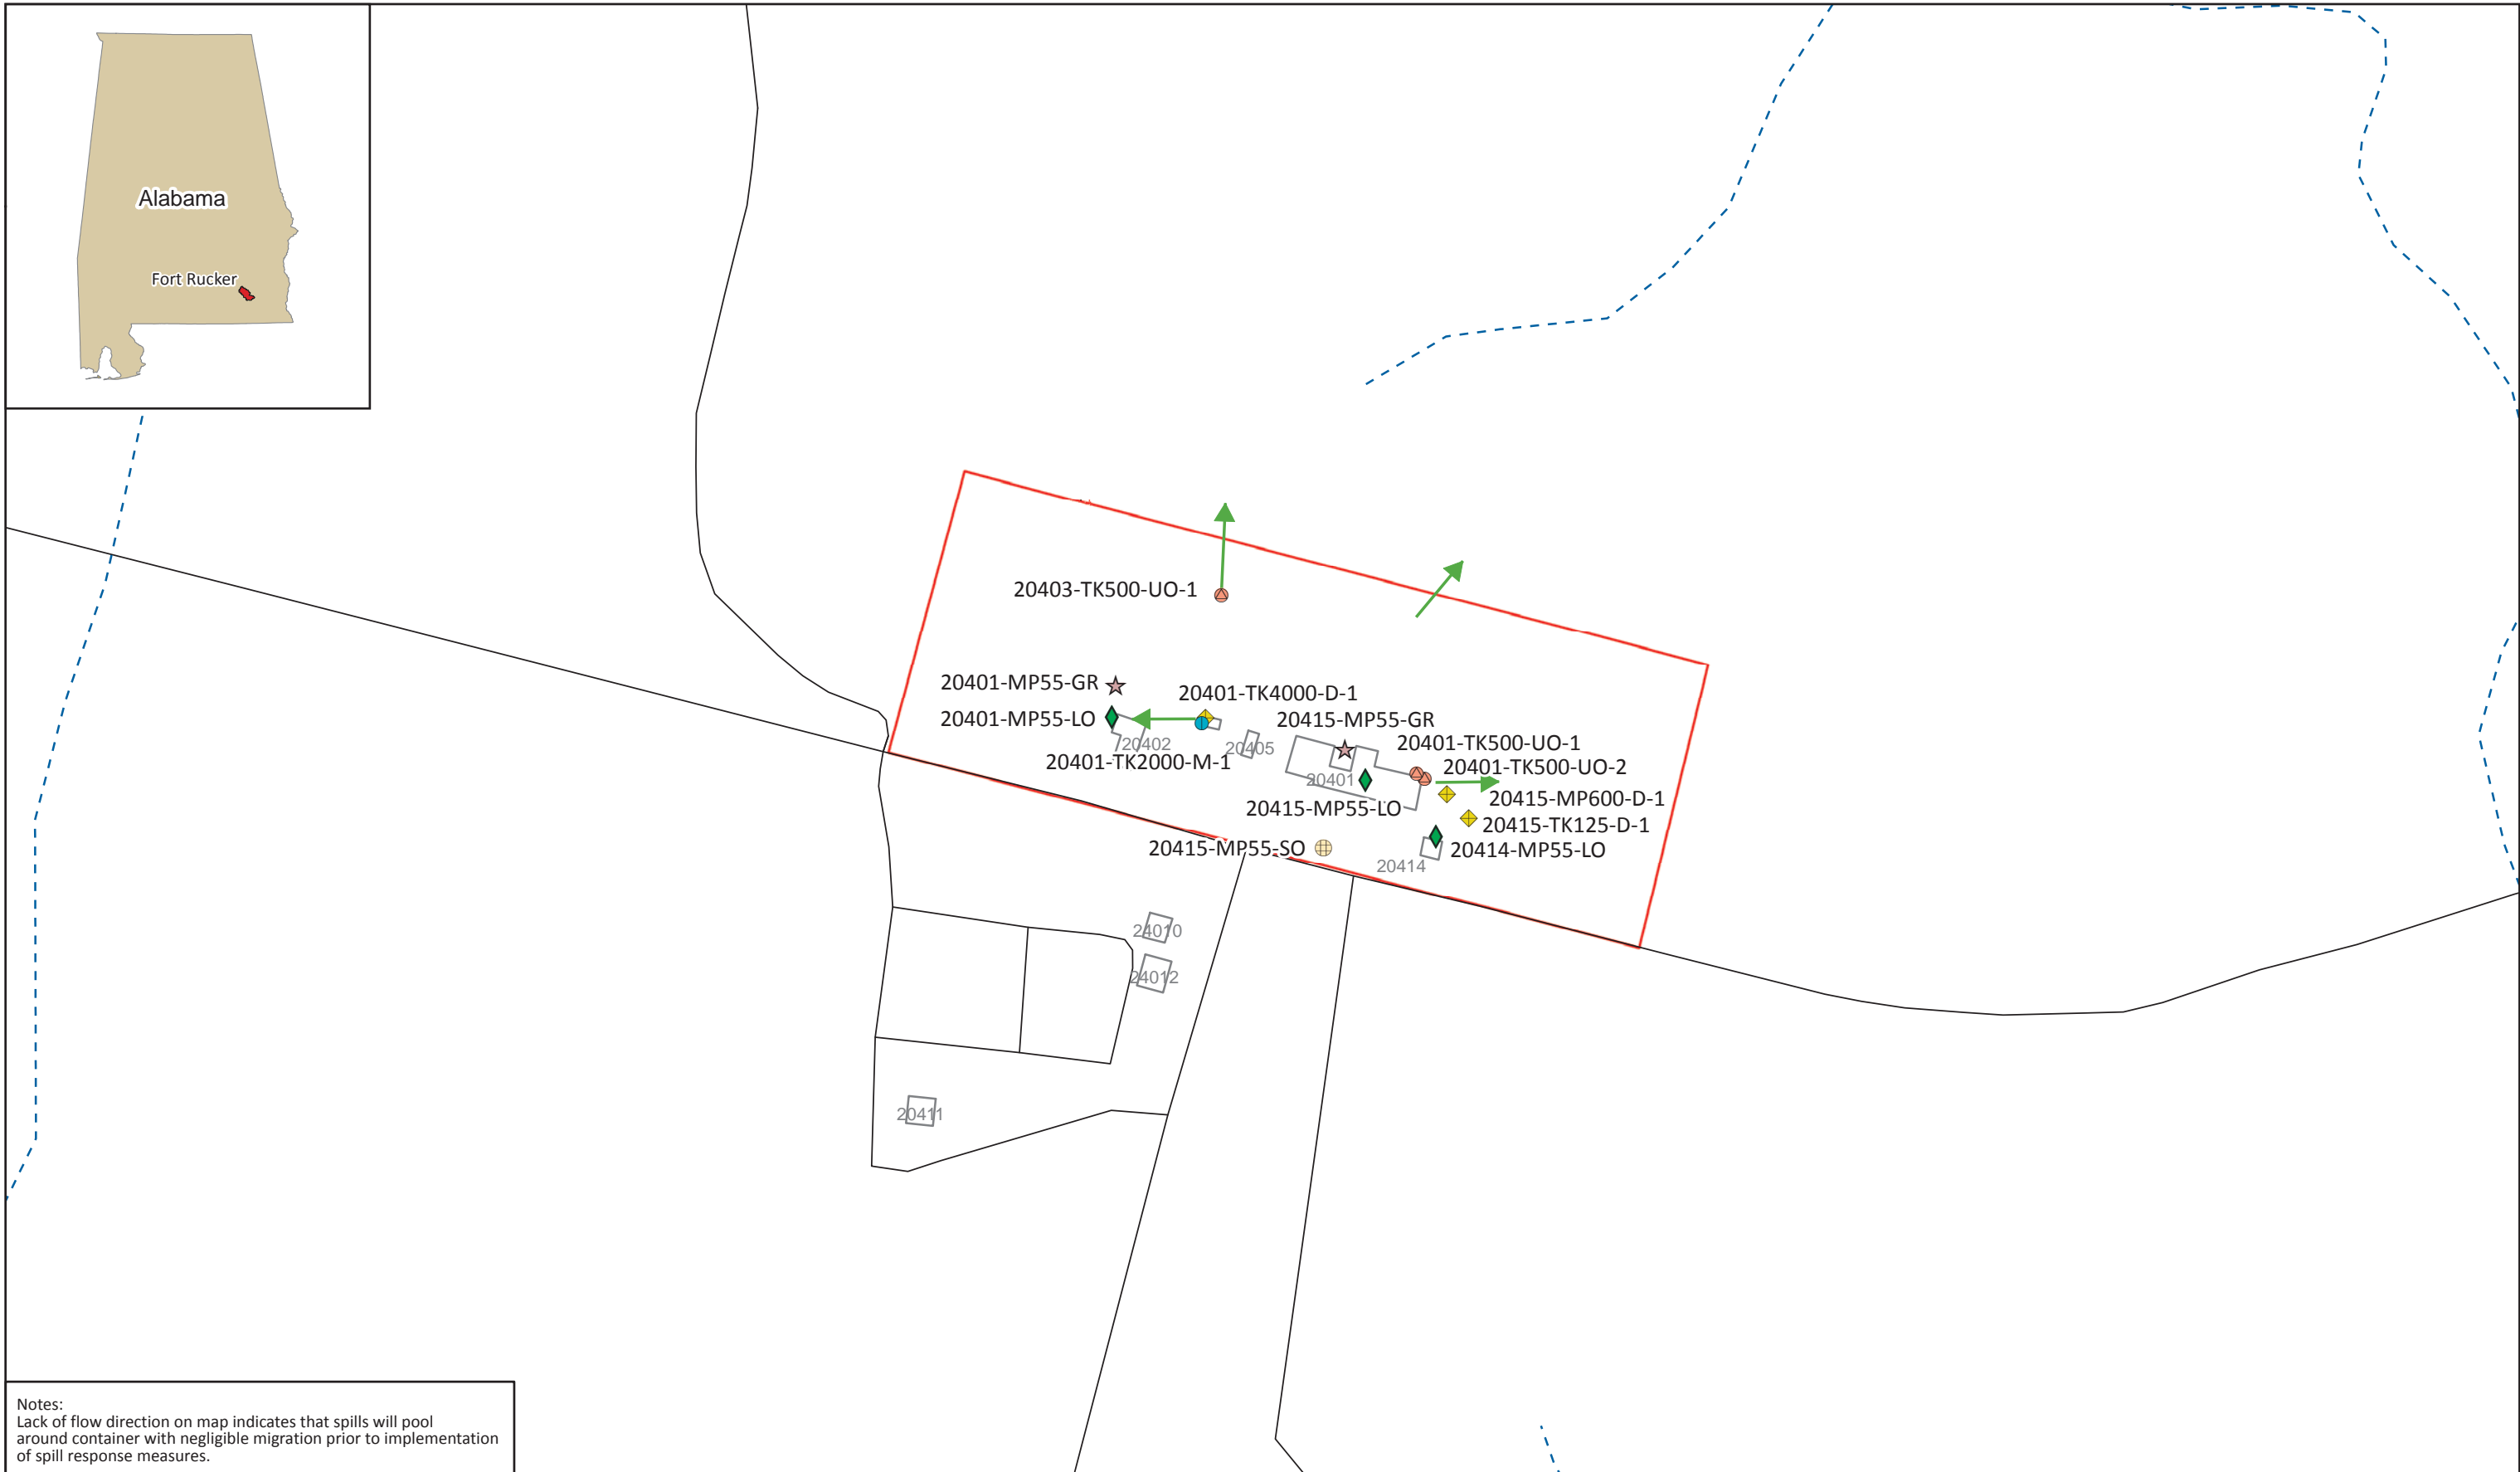 Alabama
Fort Rucker
20403-TK500-UO-1
20401-MP55-GR
20401-TK4000-D-1
20401-MP55-LO
20415-MP55-GR
20402
20405
20401-TK500-UO-1
20401-TK2000-M-1
20401-TK500-UO-2
20401
20415-MP600-D-1
20415-MP55-LO
20415-TK125-D-1
20415-MP55-SO
20414-MP55-LO
20414
24010
24012
20411
Notes:
Lack of flow direction on map indicates that spills will pool
around container with negligible migration prior to implementation
of spill response measures.